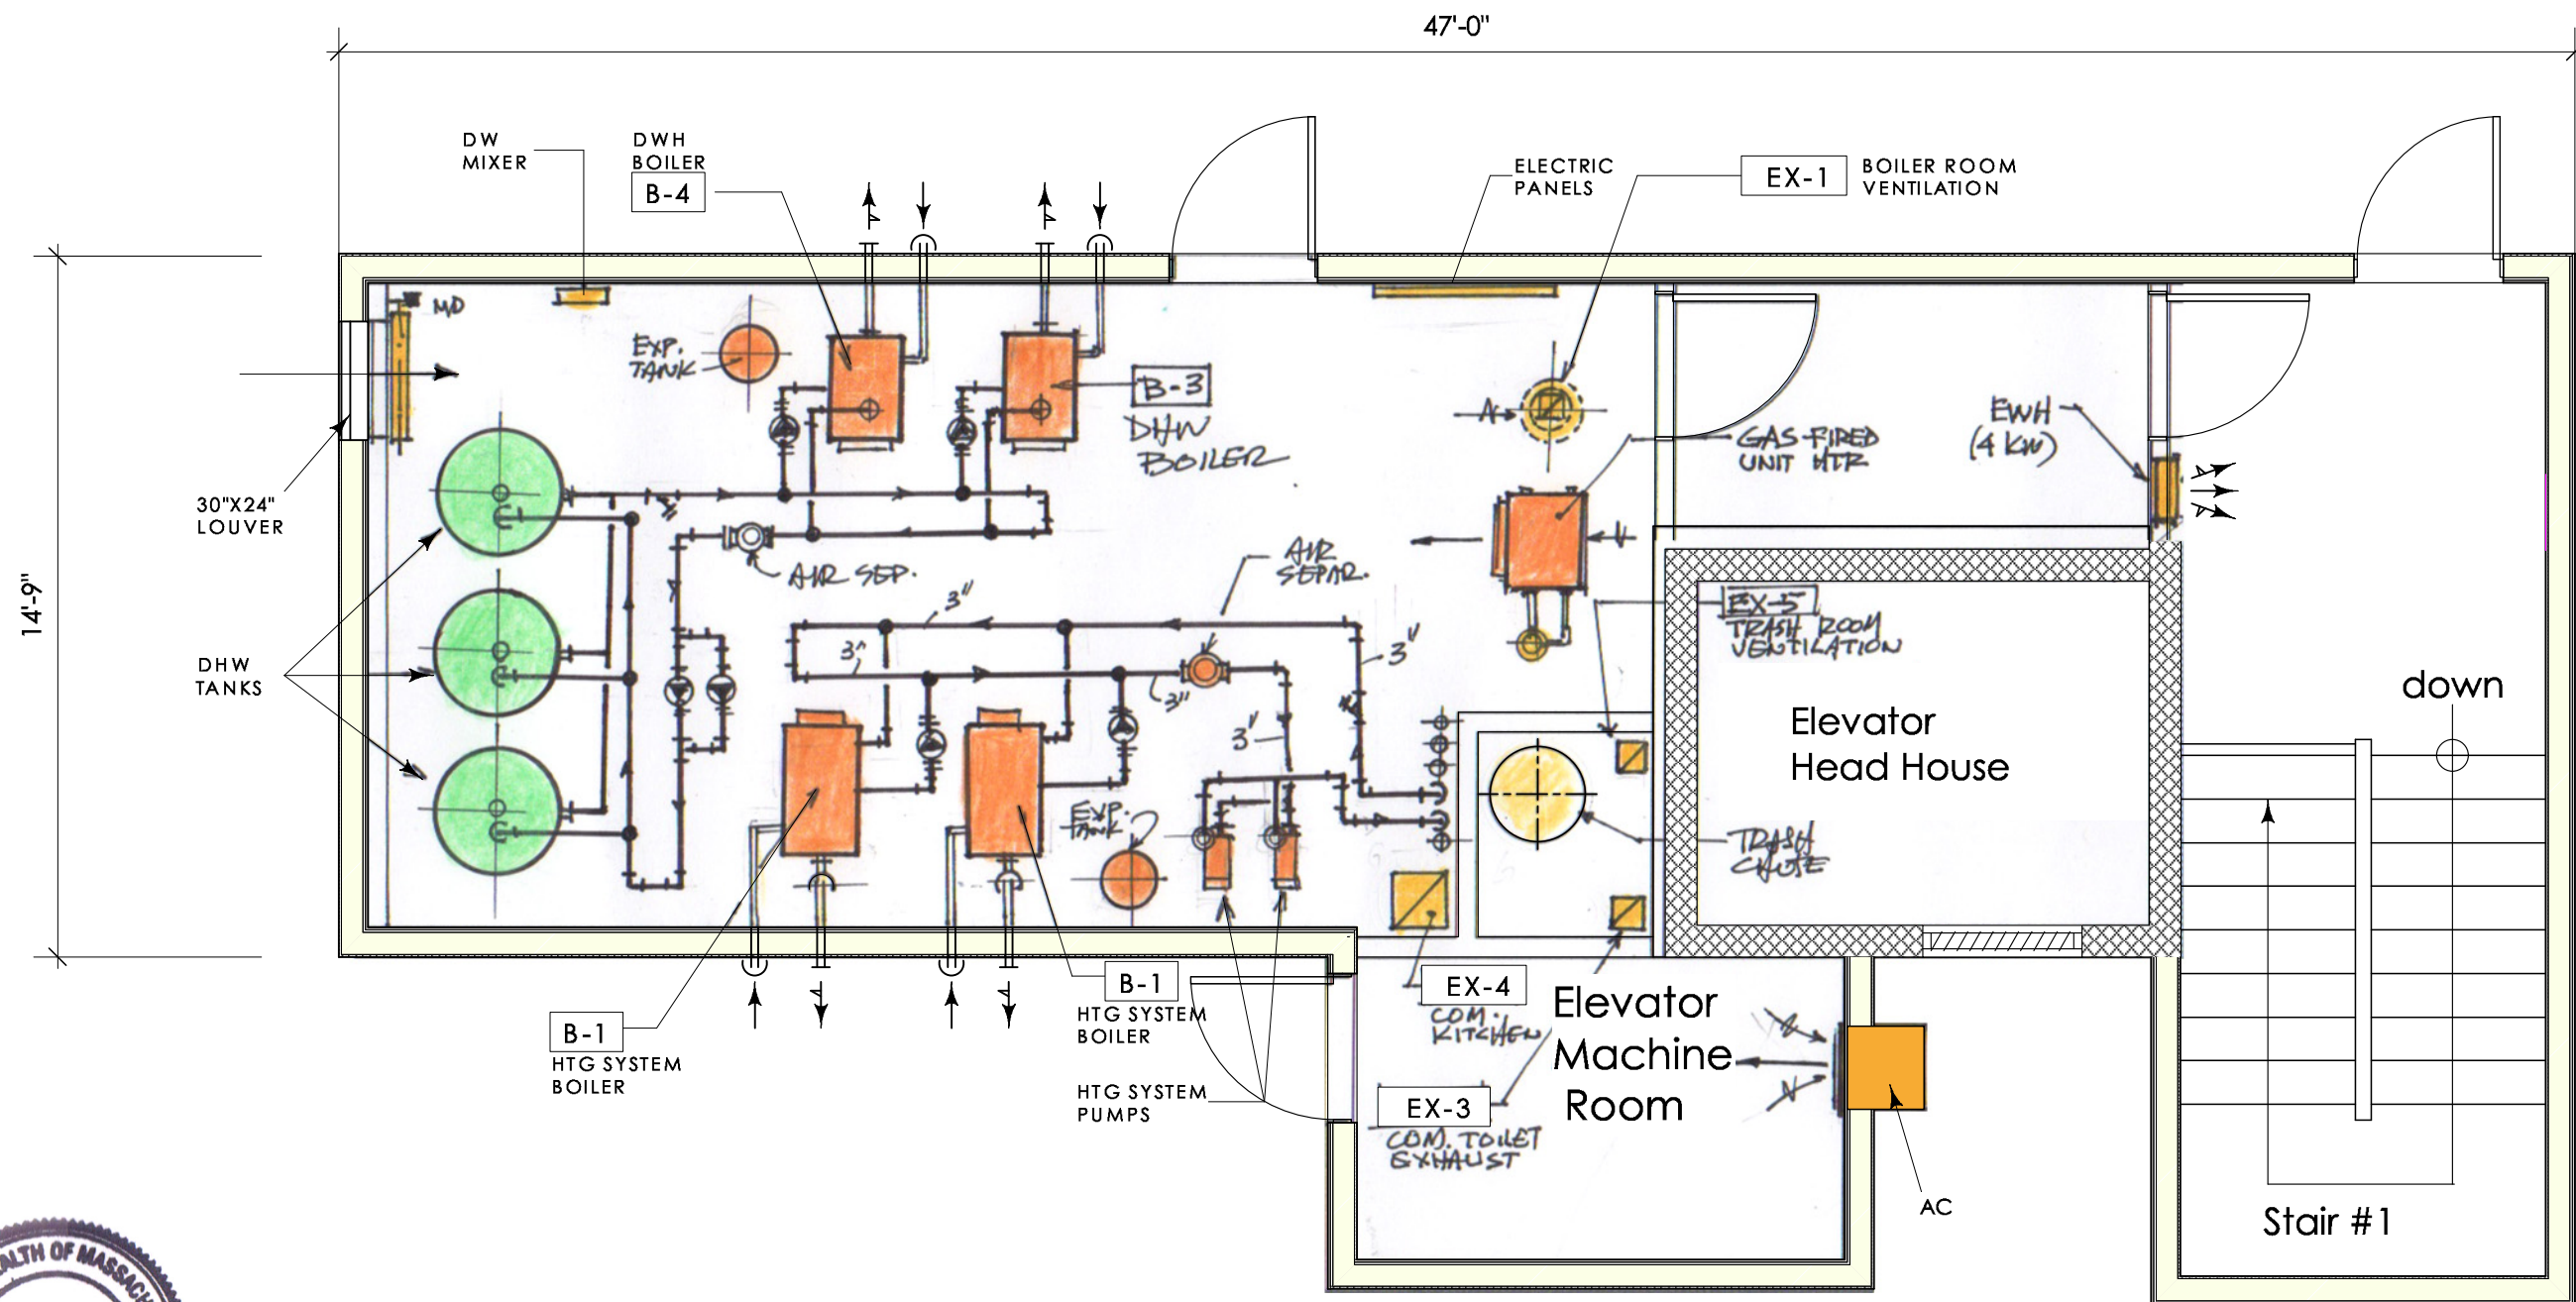 47'-0"
DW
MIXER
DWH
BOILER
B-4
ELECTRIC
PANELS
EX-1
BOILER ROOM
VENTILATION
MD
EXP.
TANK
B-3
DHW
BOILER
GAS-FIRED
UNIT HTR
EWH
(4 KW)
30"X24"
LOUVER
14'-9"
AIR SEP.
AIR
SEPAR.
3"
3"
3"
3"
3"
EX-5
TRASH ROOM
VENTILATION
DHW
TANKS
Elevator
Head House
down
EXP.
TANK
TRASH
CHUTE
B-1
HTG SYSTEM
BOILER
B-1
HTG SYSTEM
BOILER
HTG SYSTEM
PUMPS
EX-4
COM.
KITCHEN
EX-3
COM. TOILET
EXHAUST
Elevator
Machine
Room
AC
Stair #1
ALTH OF MASSACH